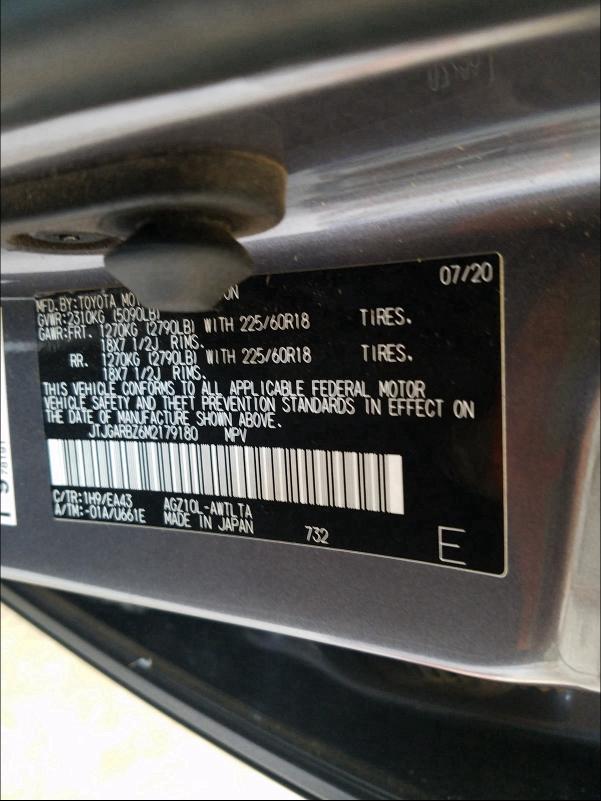 07/20
MFD.BY:TOYOTA MOT ON
GVWR:2310KG (5090LB)
GAWR:FRT. 1270KG (2790LB) WITH 225/60R18 TIRES.
18X7 1/2J RIMS.
RR. 1270KG (2790LB) WITH 225/60R18 TIRES.
18X7 1/2J RIMS.
THIS VEHICLE CONFORMS TO ALL APPLICABLE FEDERAL MOTOR
VEHICLE SAFETY AND THEFT PREVENTION STANDARDS IN EFFECT ON
THE DATE OF MANUFACTURE SHOWN ABOVE.
JTJGARBZ6M2179180 MPV
C/TR:1H9/EA43 AGZ10L-AWTLTA
A/TM:-01A/U661E MADE IN JAPAN 732
E